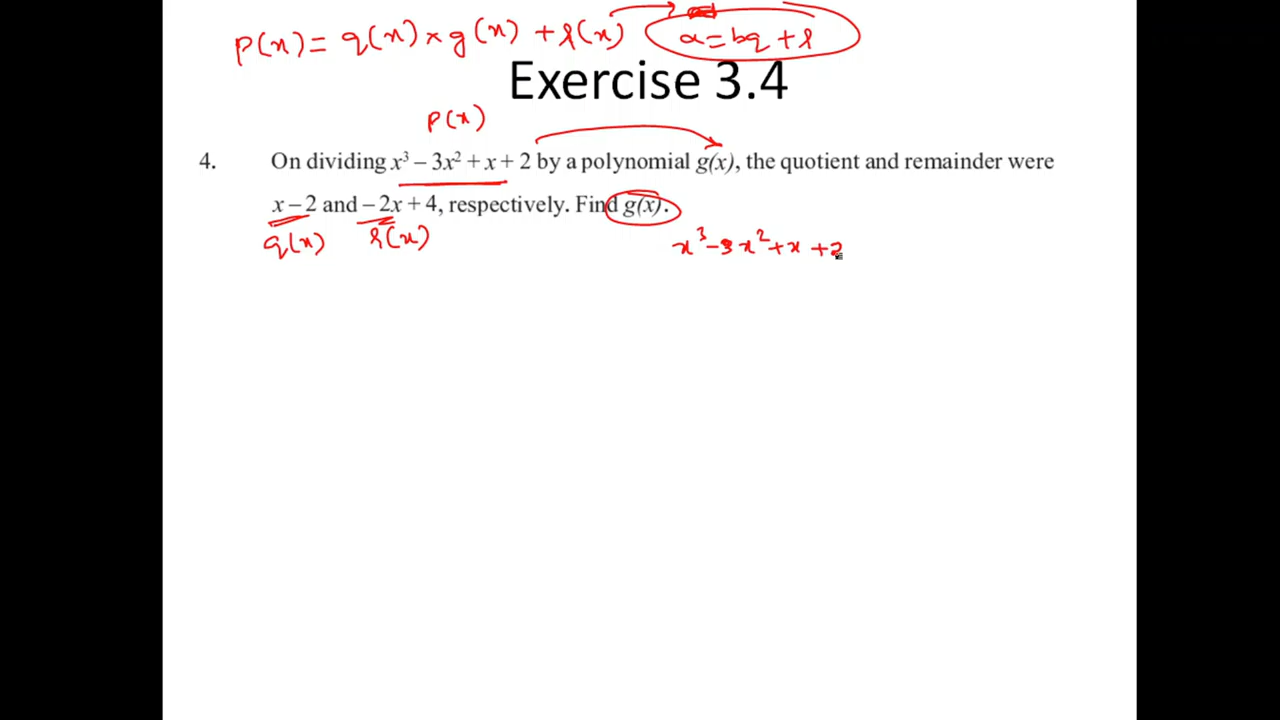 p(x) = q(x) × g(x) + r(x) a = bq + r
Exercise 3.4
p(x)
4. On dividing x³ – 3x² + x + 2 by a polynomial g(x), the quotient and remainder were
x – 2 and – 2x + 4, respectively. Find g(x).
q(x) r(x)
x³ – 3x² + x + 2